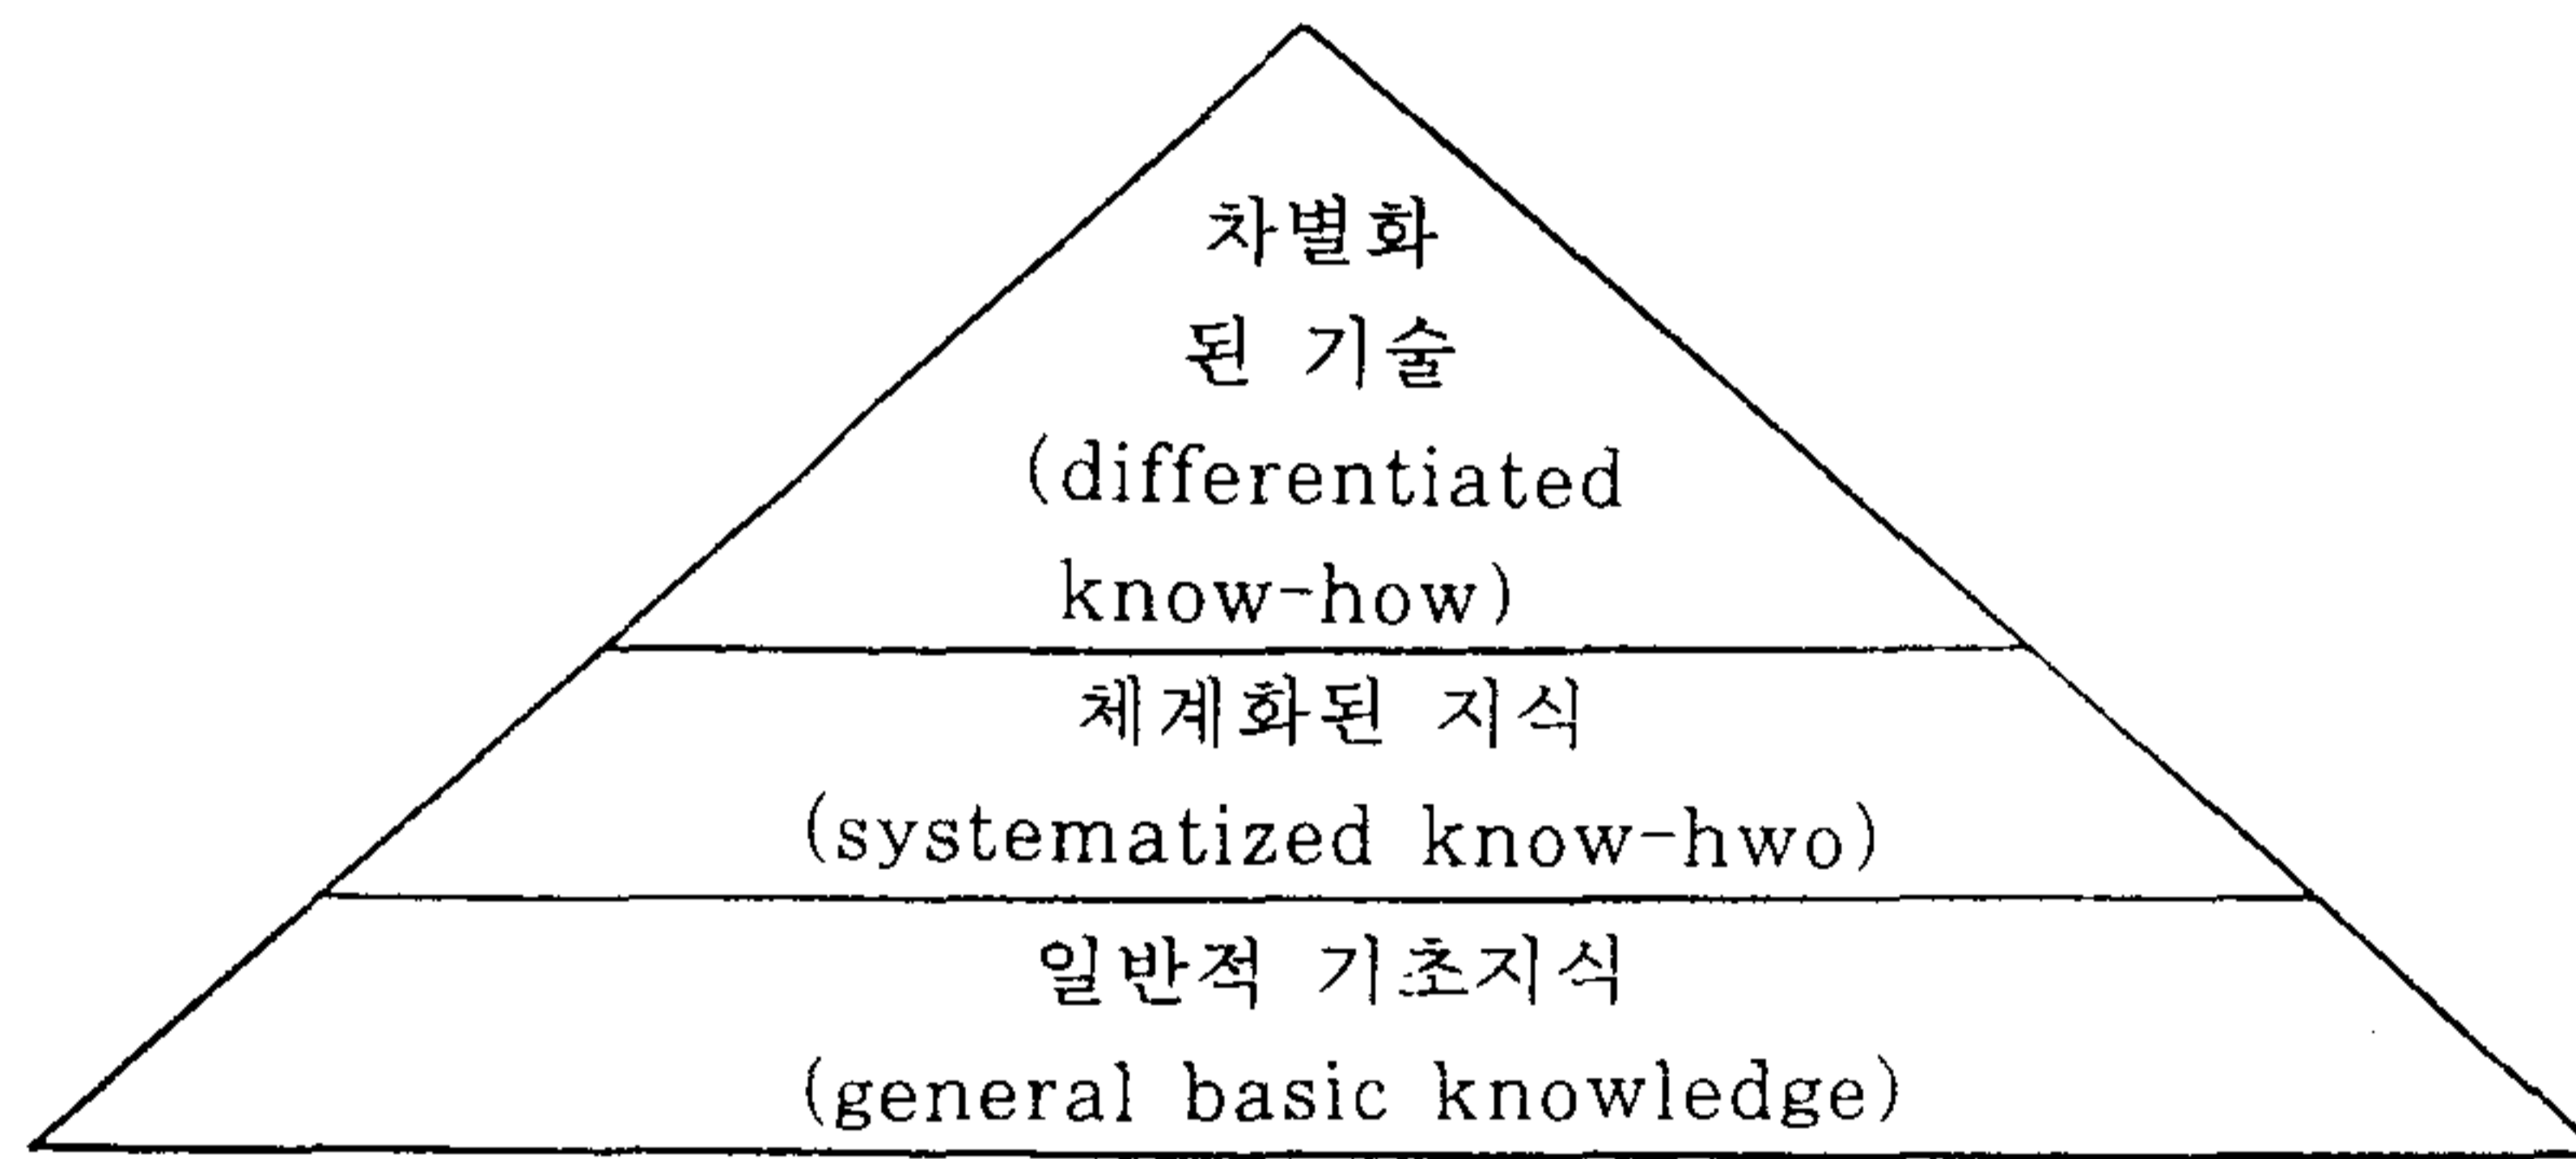 차별화
된 기술
(differentiated
know-how)
체계화된 지식
(systematized know-hwo)
일반적 기초지식
(general basic knowledge)